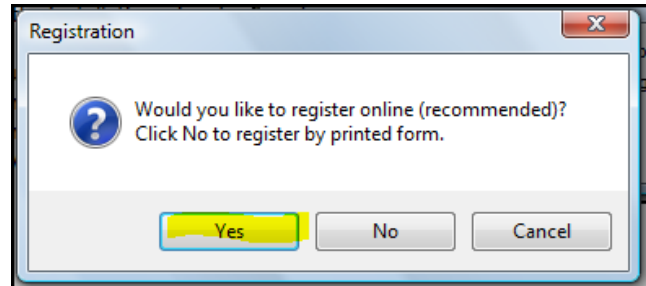 Registration
Would you like to register online (recommended)?
Click No to register by printed form.
Yes No Cancel